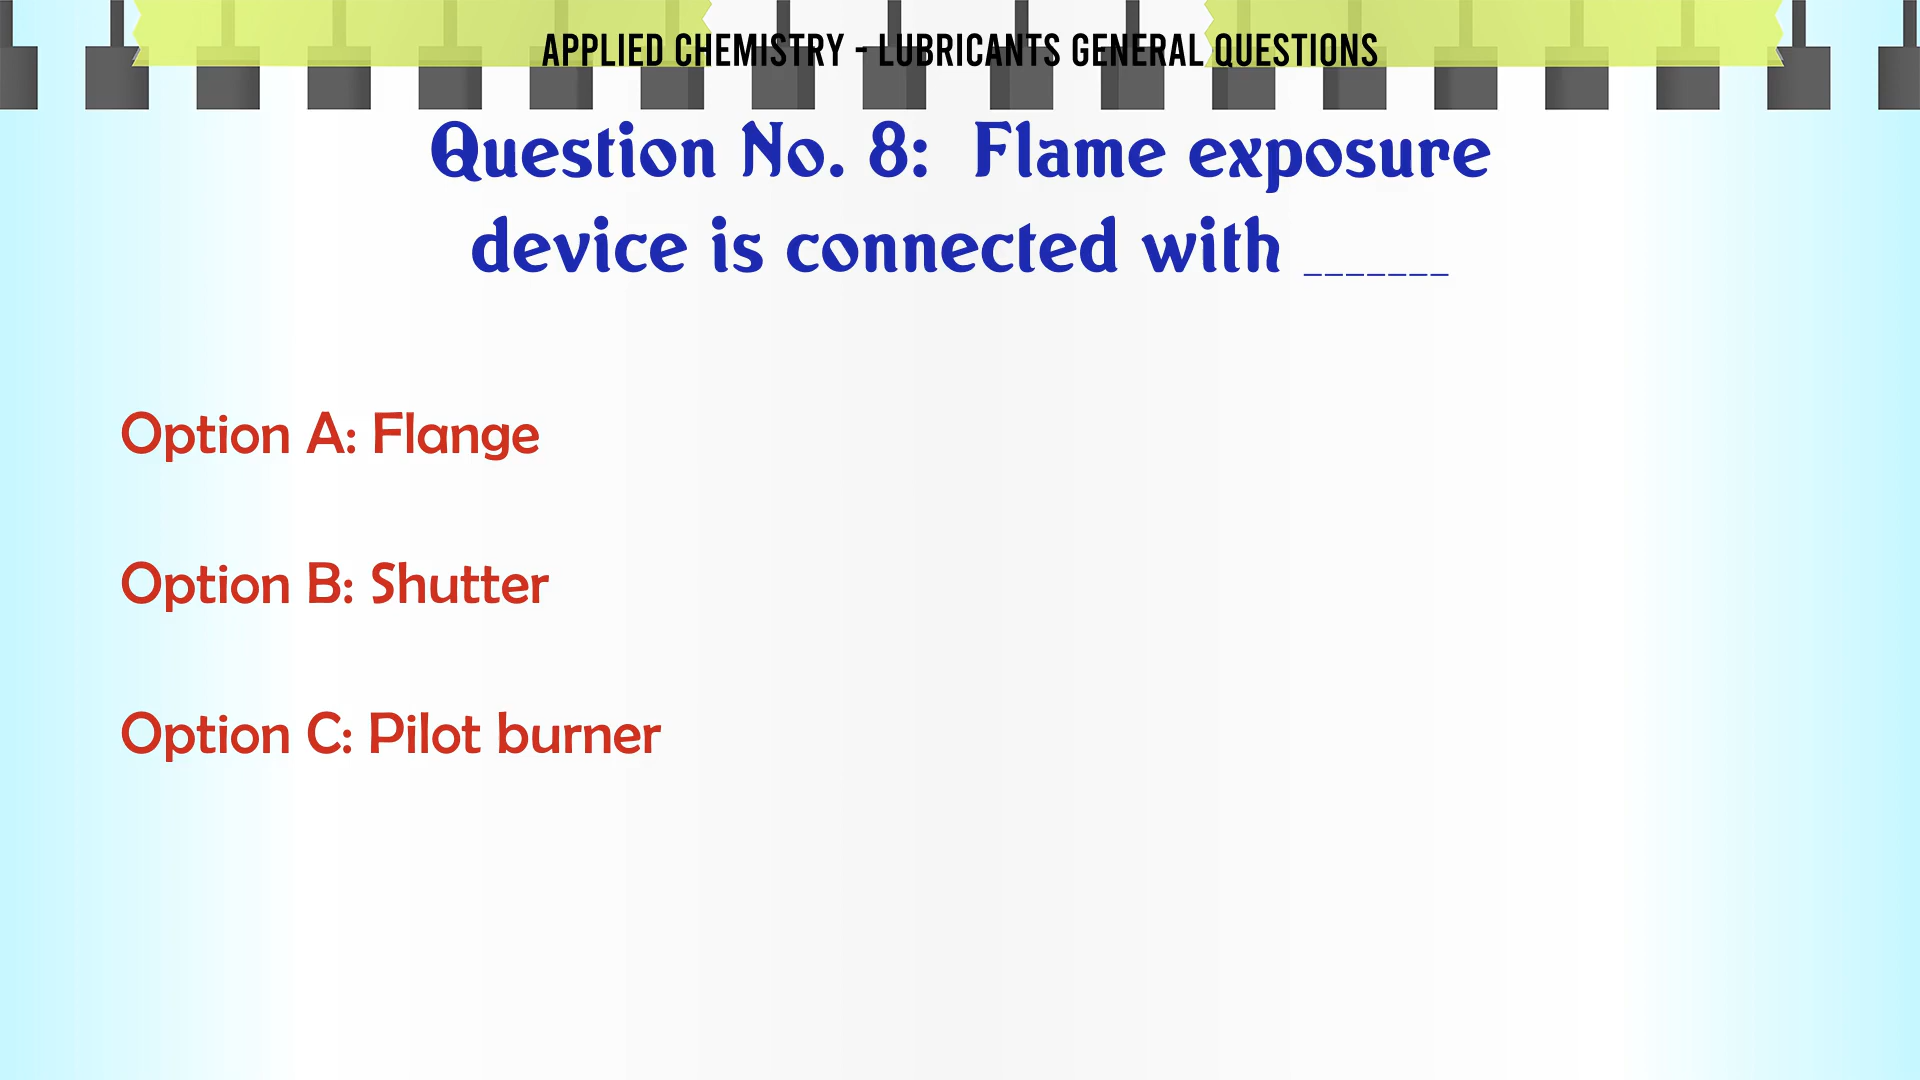 APPLIED CHEMISTRY - LUBRICANTS GENERAL QUESTIONS
Question No. 8: Flame exposure
device is connected with _______
Option A: Flange
Option B: Shutter
Option C: Pilot burner